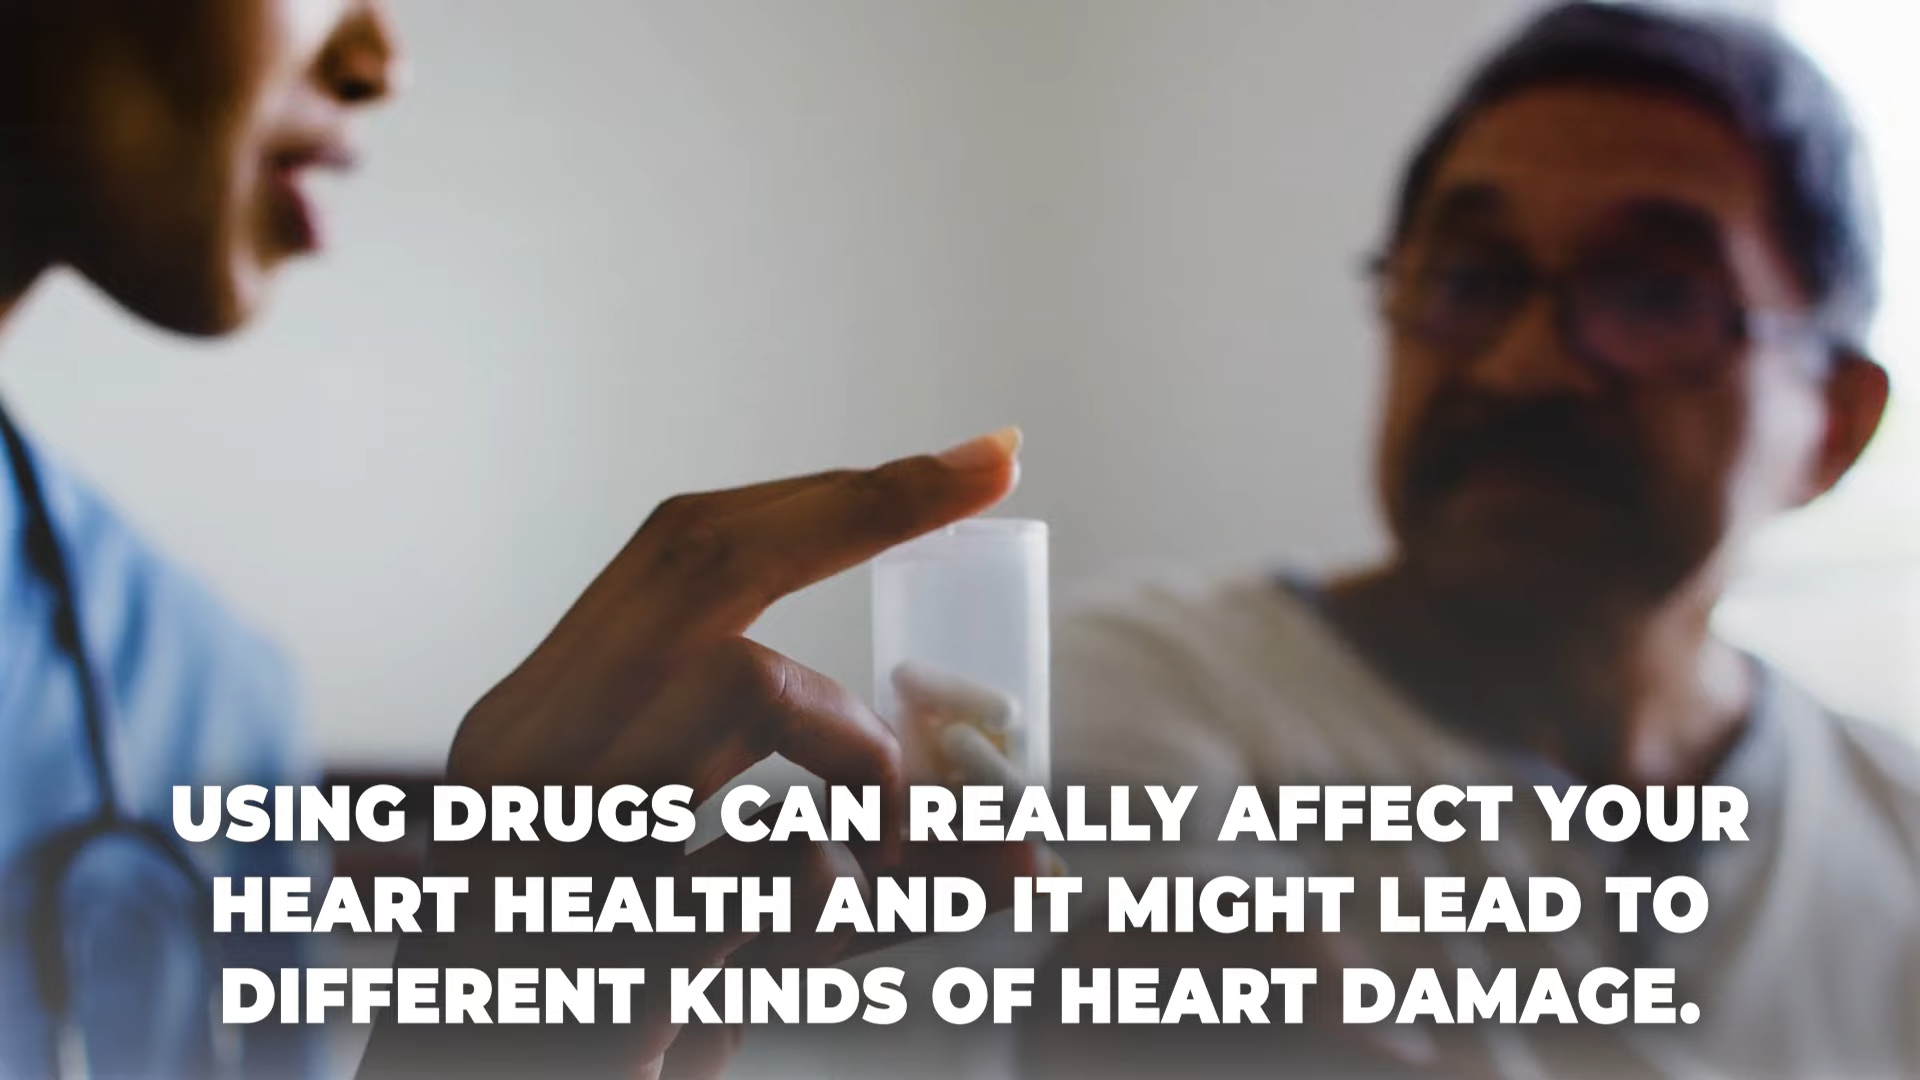 USING DRUGS CAN REALLY AFFECT YOUR
HEART HEALTH AND IT MIGHT LEAD TO
DIFFERENT KINDS OF HEART DAMAGE.